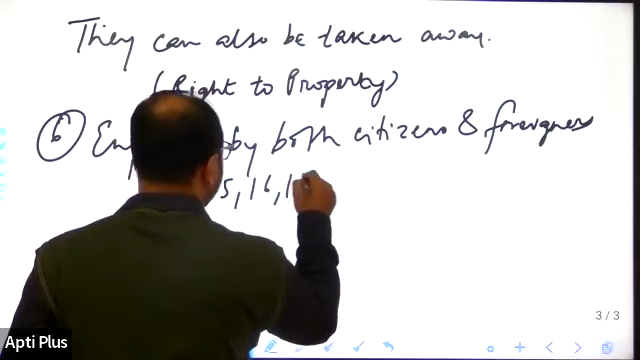 They can also be taken away.
(Right to Property)
6 by both citizens & foreigners
5, 16, 1
3 / 3
Apti Plus